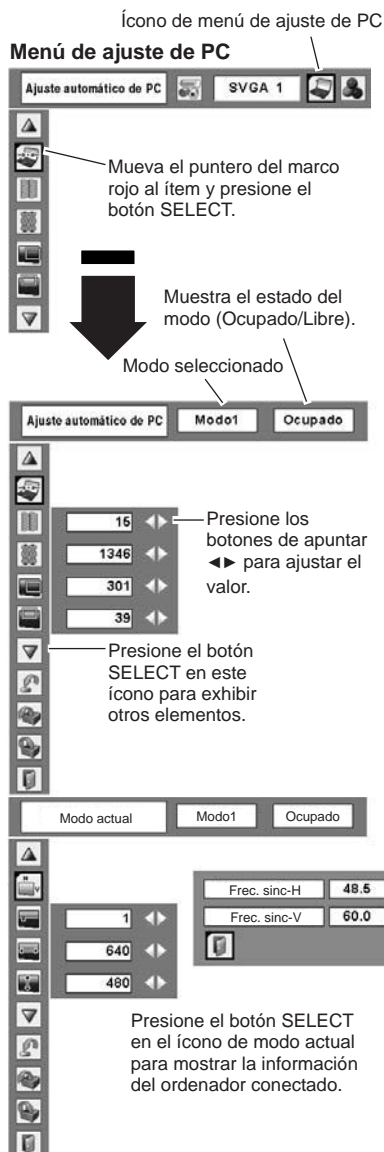 Ícono de menú de ajuste de PC
Menú de ajuste de PC
Ajuste automático de PC
SVGA 1
Mueva el puntero del marco
rojo al ítem y presione el
botón SELECT.
Muestra el estado del
modo (Ocupado/Libre).
Modo seleccionado
Ajuste automático de PC
Modo1
Ocupado
15
1346
301
39
Presione los
botones de apuntar
◄► para ajustar el
valor.
Presione el botón
SELECT en este
ícono para exhibir
otros elementos.
Modo actual
Modo1
Ocupado
1
640
480
Frec. sinc-H
48.5
Frec. sinc-V
60.0
Presione el botón SELECT
en el ícono de modo actual
para mostrar la información
del ordenador conectado.